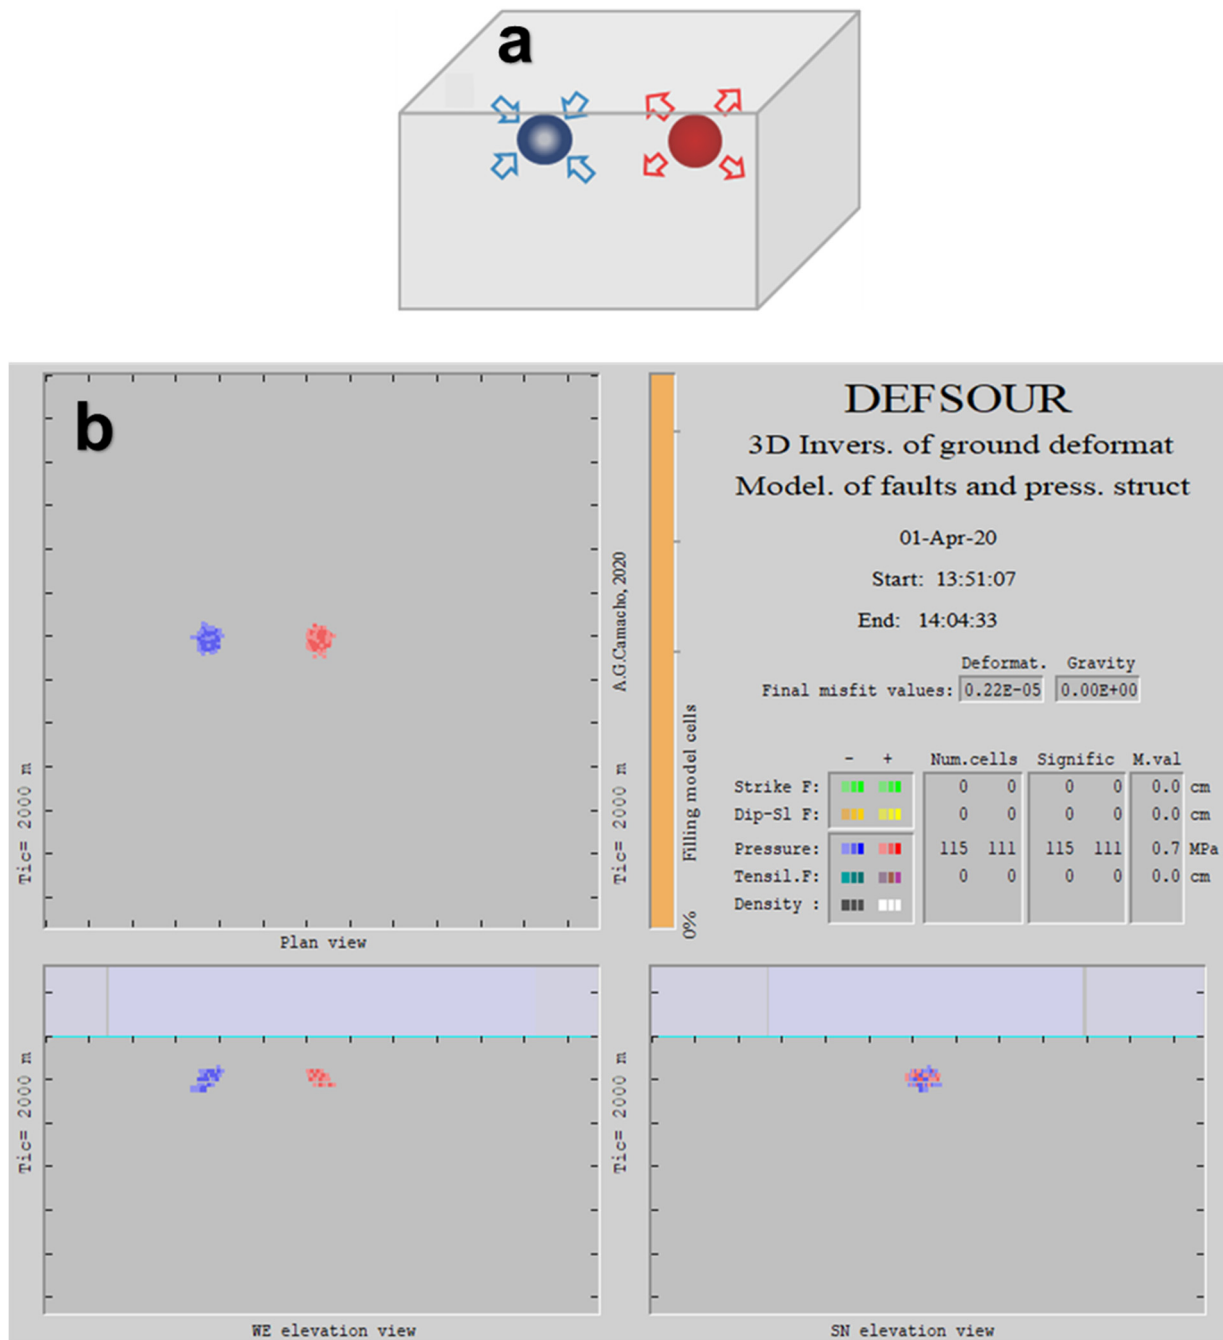 a
b
DEFSOUR
3D Invers. of ground deformat
Model. of faults and press. struct
01-Apr-20
Start: 13:51:07
End: 14:04:33
Deformat. Gravity
Final misfit values: 0.22E-05 0.00E+00
- + Num.cells Signific M.val
Strike F: 0 0 0 0 0.0 cm
Dip-Sl F: 0 0 0 0 0.0 cm
Pressure: 115 111 115 111 0.7 MPa
Tensil.F: 0 0 0 0 0.0 cm
Density :
A.G.Camacho, 2020
Filling model cells
0%
Tic= 2000 m
Tic= 2000 m
Plan view
Tic= 2000 m
Tic= 2000 m
WE elevation view
SN elevation view